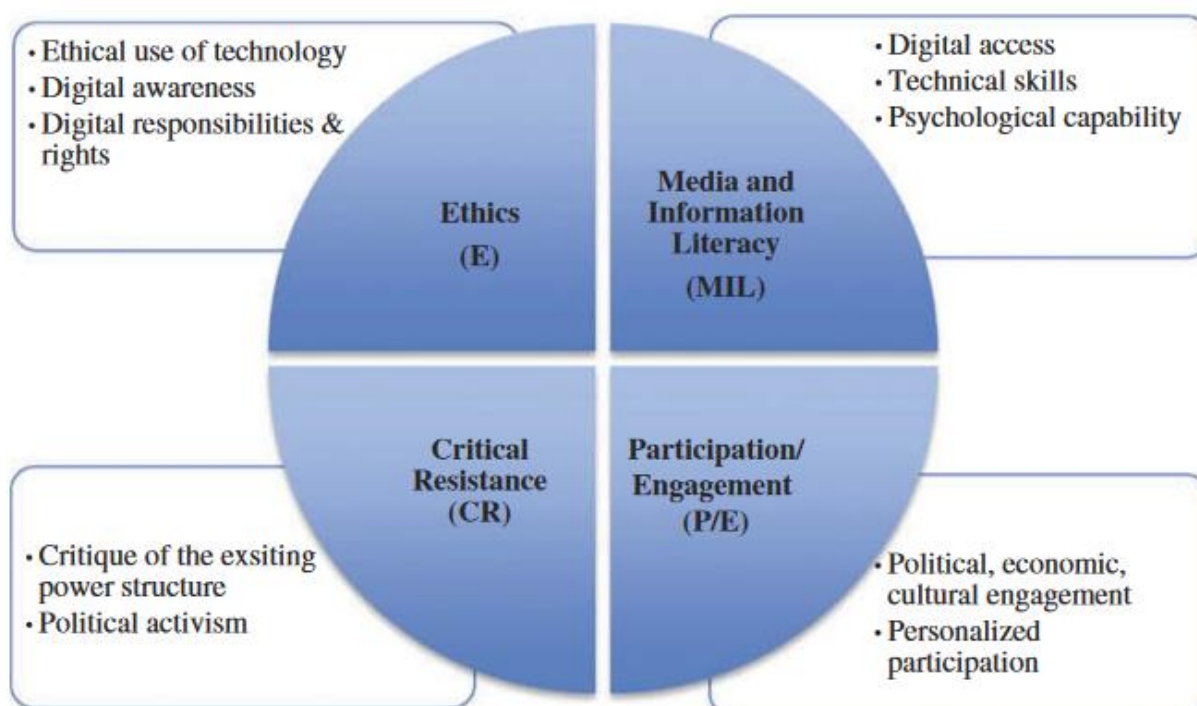 • Ethical use of technology
• Digital awareness
• Digital responsibilities &
rights
• Digital access
• Technical skills
• Psychological capability
Ethics
(E)
Media and
Information
Literacy
(MIL)
Critical
Resistance
(CR)
Participation/
Engagement
(P/E)
• Critique of the exsiting
power structure
• Political activism
• Political, economic,
cultural engagement
• Personalized
participation